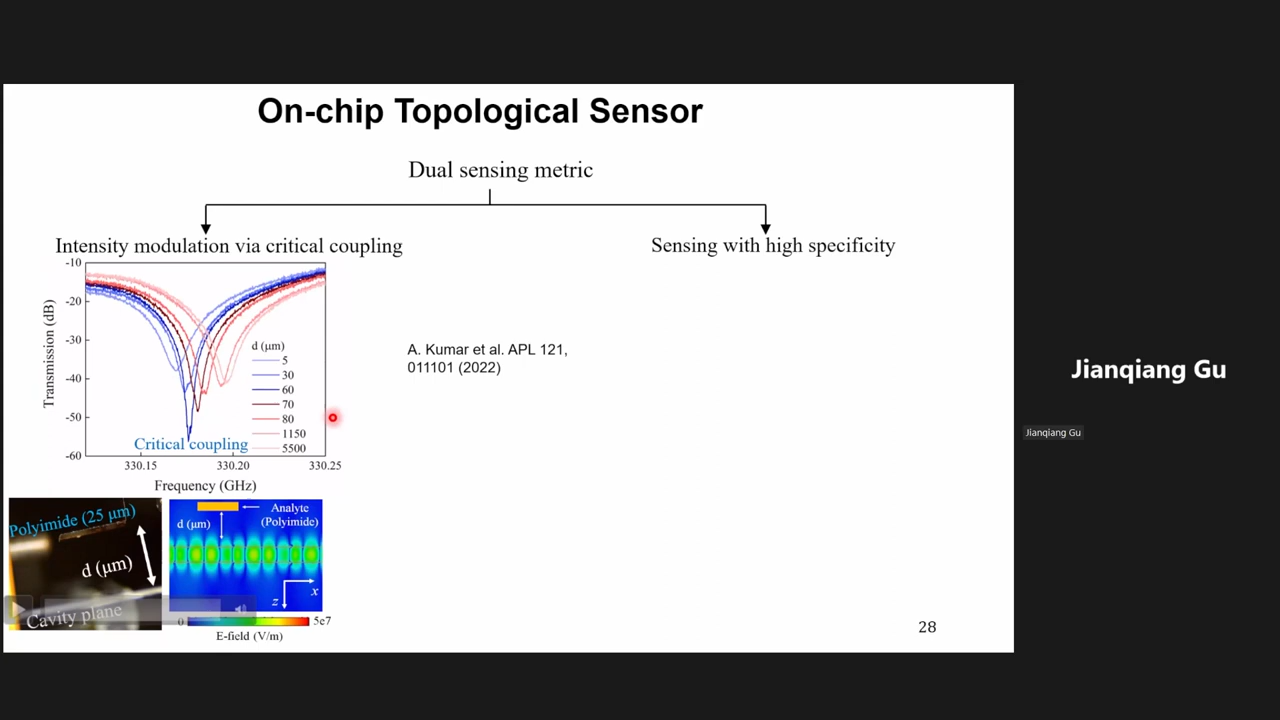 On-chip Topological Sensor
Dual sensing metric
Intensity modulation via critical coupling
Sensing with high specificity
-10
-20
-30
-40
-50
-60
Transmission (dB)
d (μm)
5
30
60
70
80
1150
5500
Critical coupling
330.15
330.20
330.25
Frequency (GHz)
A. Kumar et al. APL 121,
011101 (2022)
Polyimide (25 μm)
d (μm)
Cavity plane
Analyte
(Polyimide)
d (μm)
x
z
0
5e7
E-field (V/m)
28
Jianqiang Gu
Jianqiang Gu